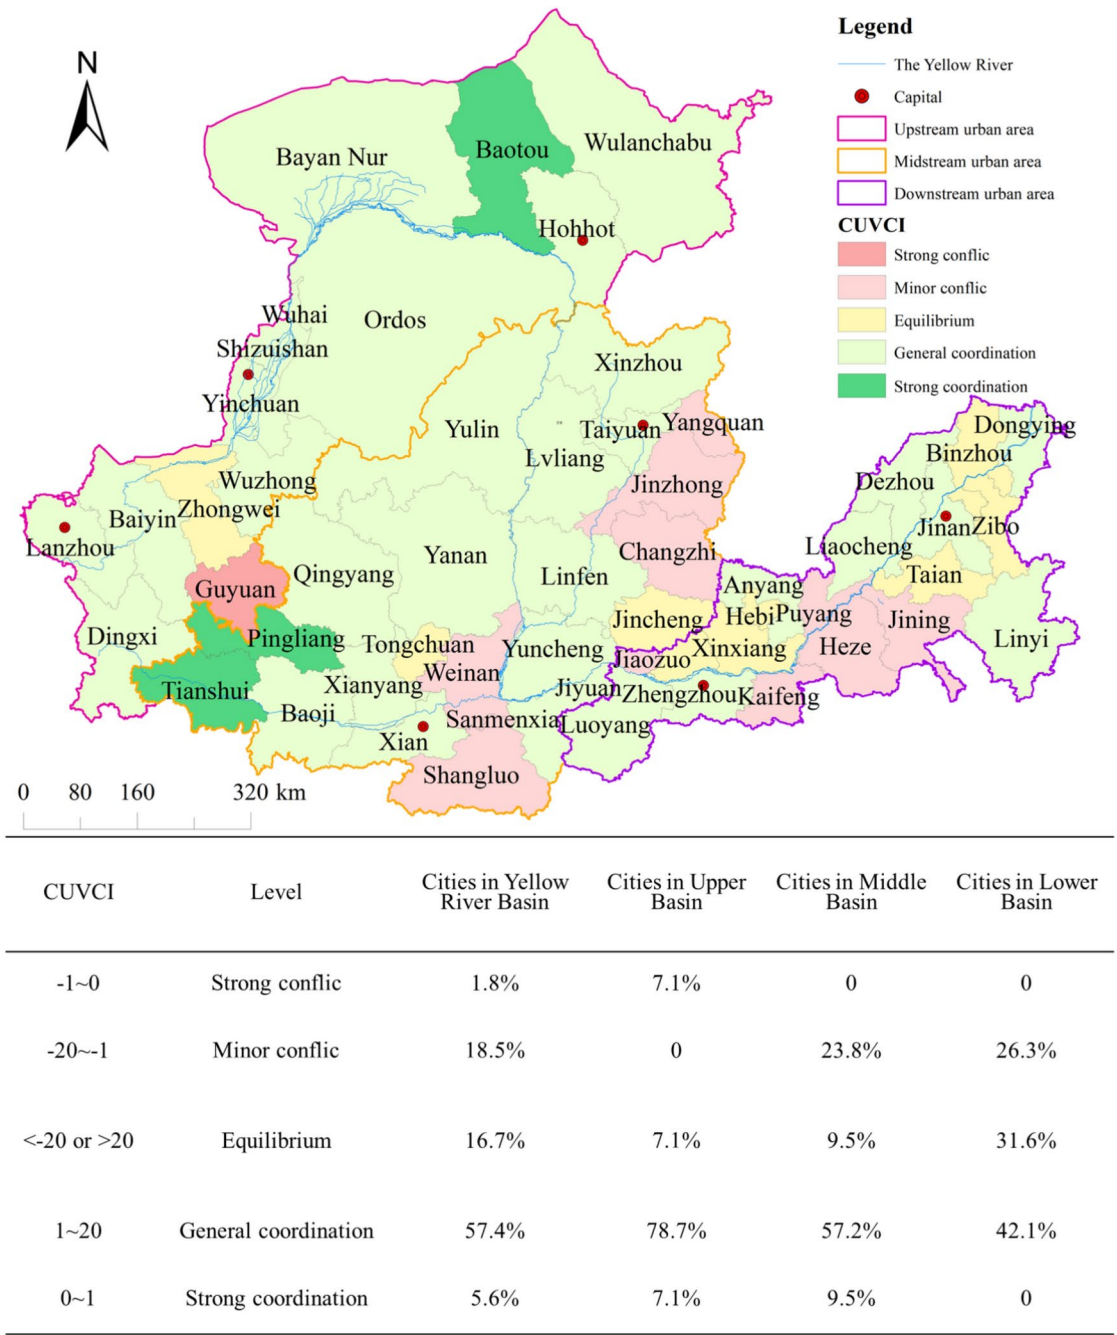 N
Legend
The Yellow River
Capital
Upstream urban area
Midstream urban area
Downstream urban area
CUVCI
Strong conflic
Minor conflic
Equilibrium
General coordination
Strong coordination
Baotou
Wulanchabu
Bayan Nur
Hohhot
Wuhai
Ordos
Shizuishan
Xinzhou
Yinchuan
Yulin
Taiyuan
Yangquan
Dongying
Lvliang
Binzhou
Wuzhong
Jinzhong
Dezhou
Zhongwei
Baiyin
Jinan
Zibo
Lanzhou
Yanan
Changzhi
Liaocheng
Guyuan
Qingyang
Linfen
Anyang
Taian
Jincheng
Hebi
Puyang
Jining
Dingxi
Pingliang
Tongchuan
Yuncheng
Xinxiang
Heze
Linyi
Weinan
Jiaozuo
Tianshui
Xianyang
Jiyuan
Zhengzhou
Kaifeng
Baoji
Sanmenxia
Luoyang
Xian
Shangluo
0 80 160 320 km
CUVCI Level Cities in Yellow River Basin Cities in Upper Basin Cities in Middle Basin Cities in Lower Basin
-1~0 Strong conflic 1.8% 7.1% 0 0
-20~-1 Minor conflic 18.5% 0 23.8% 26.3%
<-20 or >20 Equilibrium 16.7% 7.1% 9.5% 31.6%
1~20 General coordination 57.4% 78.7% 57.2% 42.1%
0~1 Strong coordination 5.6% 7.1% 9.5% 0